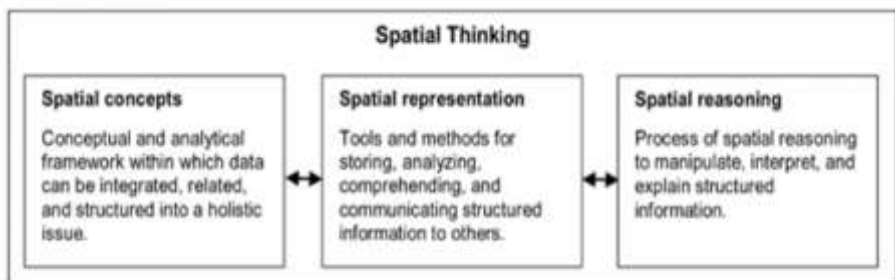 Spatial Thinking
Spatial concepts
Conceptual and analytical
framework within which data
can be integrated, related,
and structured into a holistic
issue.
Spatial representation
Tools and methods for
storing, analyzing,
comprehending, and
communicating structured
information to others.
Spatial reasoning
Process of spatial reasoning
to manipulate, interpret, and
explain structured
information.